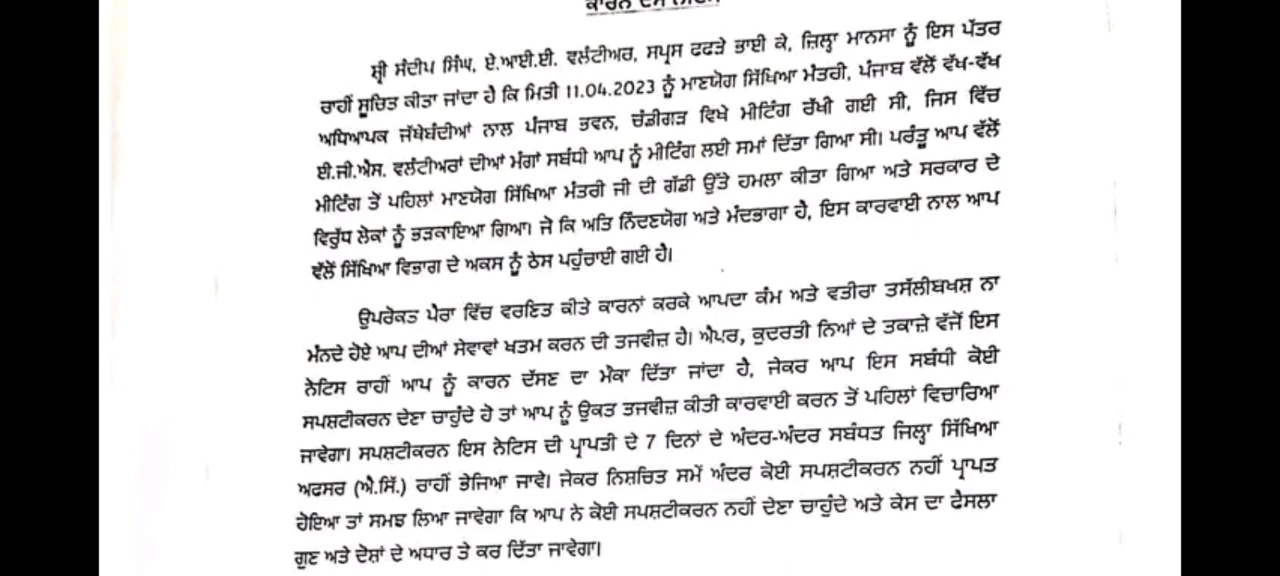 ਕਾਰਨ ਦੱਸੋ ਨੋਟਿਸ
ਸ਼੍ਰੀ ਸੰਦੀਪ ਸਿੰਘ, ਏ.ਆਈ.ਈ. ਵਲੰਟੀਅਰ, ਸਪ੍ਰਸ ਫਫੜੇ ਭਾਈ ਕੇ, ਜ਼ਿਲ੍ਹਾ ਮਾਨਸਾ ਨੂੰ ਇਸ ਪੱਤਰ
ਰਾਹੀਂ ਸੂਚਿਤ ਕੀਤਾ ਜਾਂਦਾ ਹੈ ਕਿ ਮਿਤੀ 11.04.2023 ਨੂੰ ਮਾਣਯੋਗ ਸਿੱਖਿਆ ਮੰਤਰੀ, ਪੰਜਾਬ ਵੱਲੋਂ ਵੱਖ-ਵੱਖ
ਅਧਿਆਪਕ ਜੱਥੇਬੰਦੀਆਂ ਨਾਲ ਪੰਜਾਬ ਭਵਨ, ਚੰਡੀਗੜ ਵਿਖੇ ਮੀਟਿੰਗ ਰੱਖੀ ਗਈ ਸੀ, ਜਿਸ ਵਿੱਚ
ਈ.ਜੀ.ਐਸ. ਵਲੰਟੀਅਰਾਂ ਦੀਆਂ ਮੰਗਾਂ ਸਬੰਧੀ ਆਪ ਨੂੰ ਮੀਟਿੰਗ ਲਈ ਸਮਾਂ ਦਿੱਤਾ ਗਿਆ ਸੀ। ਪਰੰਤੂ ਆਪ ਵੱਲੋਂ
ਮੀਟਿੰਗ ਤੋਂ ਪਹਿਲਾਂ ਮਾਣਯੋਗ ਸਿੱਖਿਆ ਮੰਤਰੀ ਜੀ ਦੀ ਗੱਡੀ ਉੱਤੇ ਹਮਲਾ ਕੀਤਾ ਗਿਆ ਅਤੇ ਸਰਕਾਰ ਦੇ
ਵਿਰੁੱਧ ਲੋਕਾਂ ਨੂੰ ਭੜਕਾਇਆ ਗਿਆ। ਜੋ ਕਿ ਅਤਿ ਨਿੰਦਣਯੋਗ ਅਤੇ ਮੰਦਭਾਗਾ ਹੈ, ਇਸ ਕਾਰਵਾਈ ਨਾਲ ਆਪ
ਵੱਲੋਂ ਸਿੱਖਿਆ ਵਿਭਾਗ ਦੇ ਅਕਸ ਨੂੰ ਠੇਸ ਪਹੁੰਚਾਈ ਗਈ ਹੈ।
ਉਪਰੋਕਤ ਪੈਰਾ ਵਿੱਚ ਵਰਣਿਤ ਕੀਤੇ ਕਾਰਨਾਂ ਕਰਕੇ ਆਪਦਾ ਕੰਮ ਅਤੇ ਵਤੀਰਾ ਤਸੱਲੀਬਖਸ਼ ਨਾ
ਮੰਨਦੇ ਹੋਏ ਆਪ ਦੀਆਂ ਸੇਵਾਵਾਂ ਖਤਮ ਕਰਨ ਦੀ ਤਜਵੀਜ਼ ਹੈ। ਐਪਰ, ਕੁਦਰਤੀ ਨਿਆਂ ਦੇ ਤਕਾਜ਼ੇ ਵੱਜੋਂ ਇਸ
ਨੋਟਿਸ ਰਾਹੀਂ ਆਪ ਨੂੰ ਕਾਰਨ ਦੱਸਣ ਦਾ ਮੌਕਾ ਦਿੱਤਾ ਜਾਂਦਾ ਹੈ, ਜੇਕਰ ਆਪ ਇਸ ਸਬੰਧੀ ਕੋਈ
ਸਪਸ਼ਟੀਕਰਨ ਦੇਣਾ ਚਾਹੁੰਦੇ ਹੋ ਤਾਂ ਆਪ ਨੂੰ ਉਕਤ ਤਜਵੀਜ਼ ਕੀਤੀ ਕਾਰਵਾਈ ਕਰਨ ਤੋਂ ਪਹਿਲਾਂ ਵਿਚਾਰਿਆ
ਜਾਵੇਗਾ। ਸਪਸ਼ਟੀਕਰਨ ਇਸ ਨੋਟਿਸ ਦੀ ਪ੍ਰਾਪਤੀ ਦੇ 7 ਦਿਨਾਂ ਦੇ ਅੰਦਰ-ਅੰਦਰ ਸਬੰਧਤ ਜਿਲ੍ਹਾ ਸਿੱਖਿਆ
ਅਫਸਰ (ਐ.ਸਿੱ.) ਰਾਹੀਂ ਭੇਜਿਆ ਜਾਵੇ। ਜੇਕਰ ਨਿਸ਼ਚਿਤ ਸਮੇਂ ਅੰਦਰ ਕੋਈ ਸਪਸ਼ਟੀਕਰਨ ਨਹੀਂ ਪ੍ਰਾਪਤ
ਹੋਇਆ ਤਾਂ ਸਮਝ ਲਿਆ ਜਾਵੇਗਾ ਕਿ ਆਪ ਨੇ ਕੋਈ ਸਪਸ਼ਟੀਕਰਨ ਨਹੀਂ ਦੇਣਾ ਚਾਹੁੰਦੇ ਅਤੇ ਕੇਸ ਦਾ ਫੈਸਲਾ
ਗੁਣ ਅਤੇ ਦੋਸ਼ਾਂ ਦੇ ਅਧਾਰ ਤੇ ਕਰ ਦਿੱਤਾ ਜਾਵੇਗਾ।